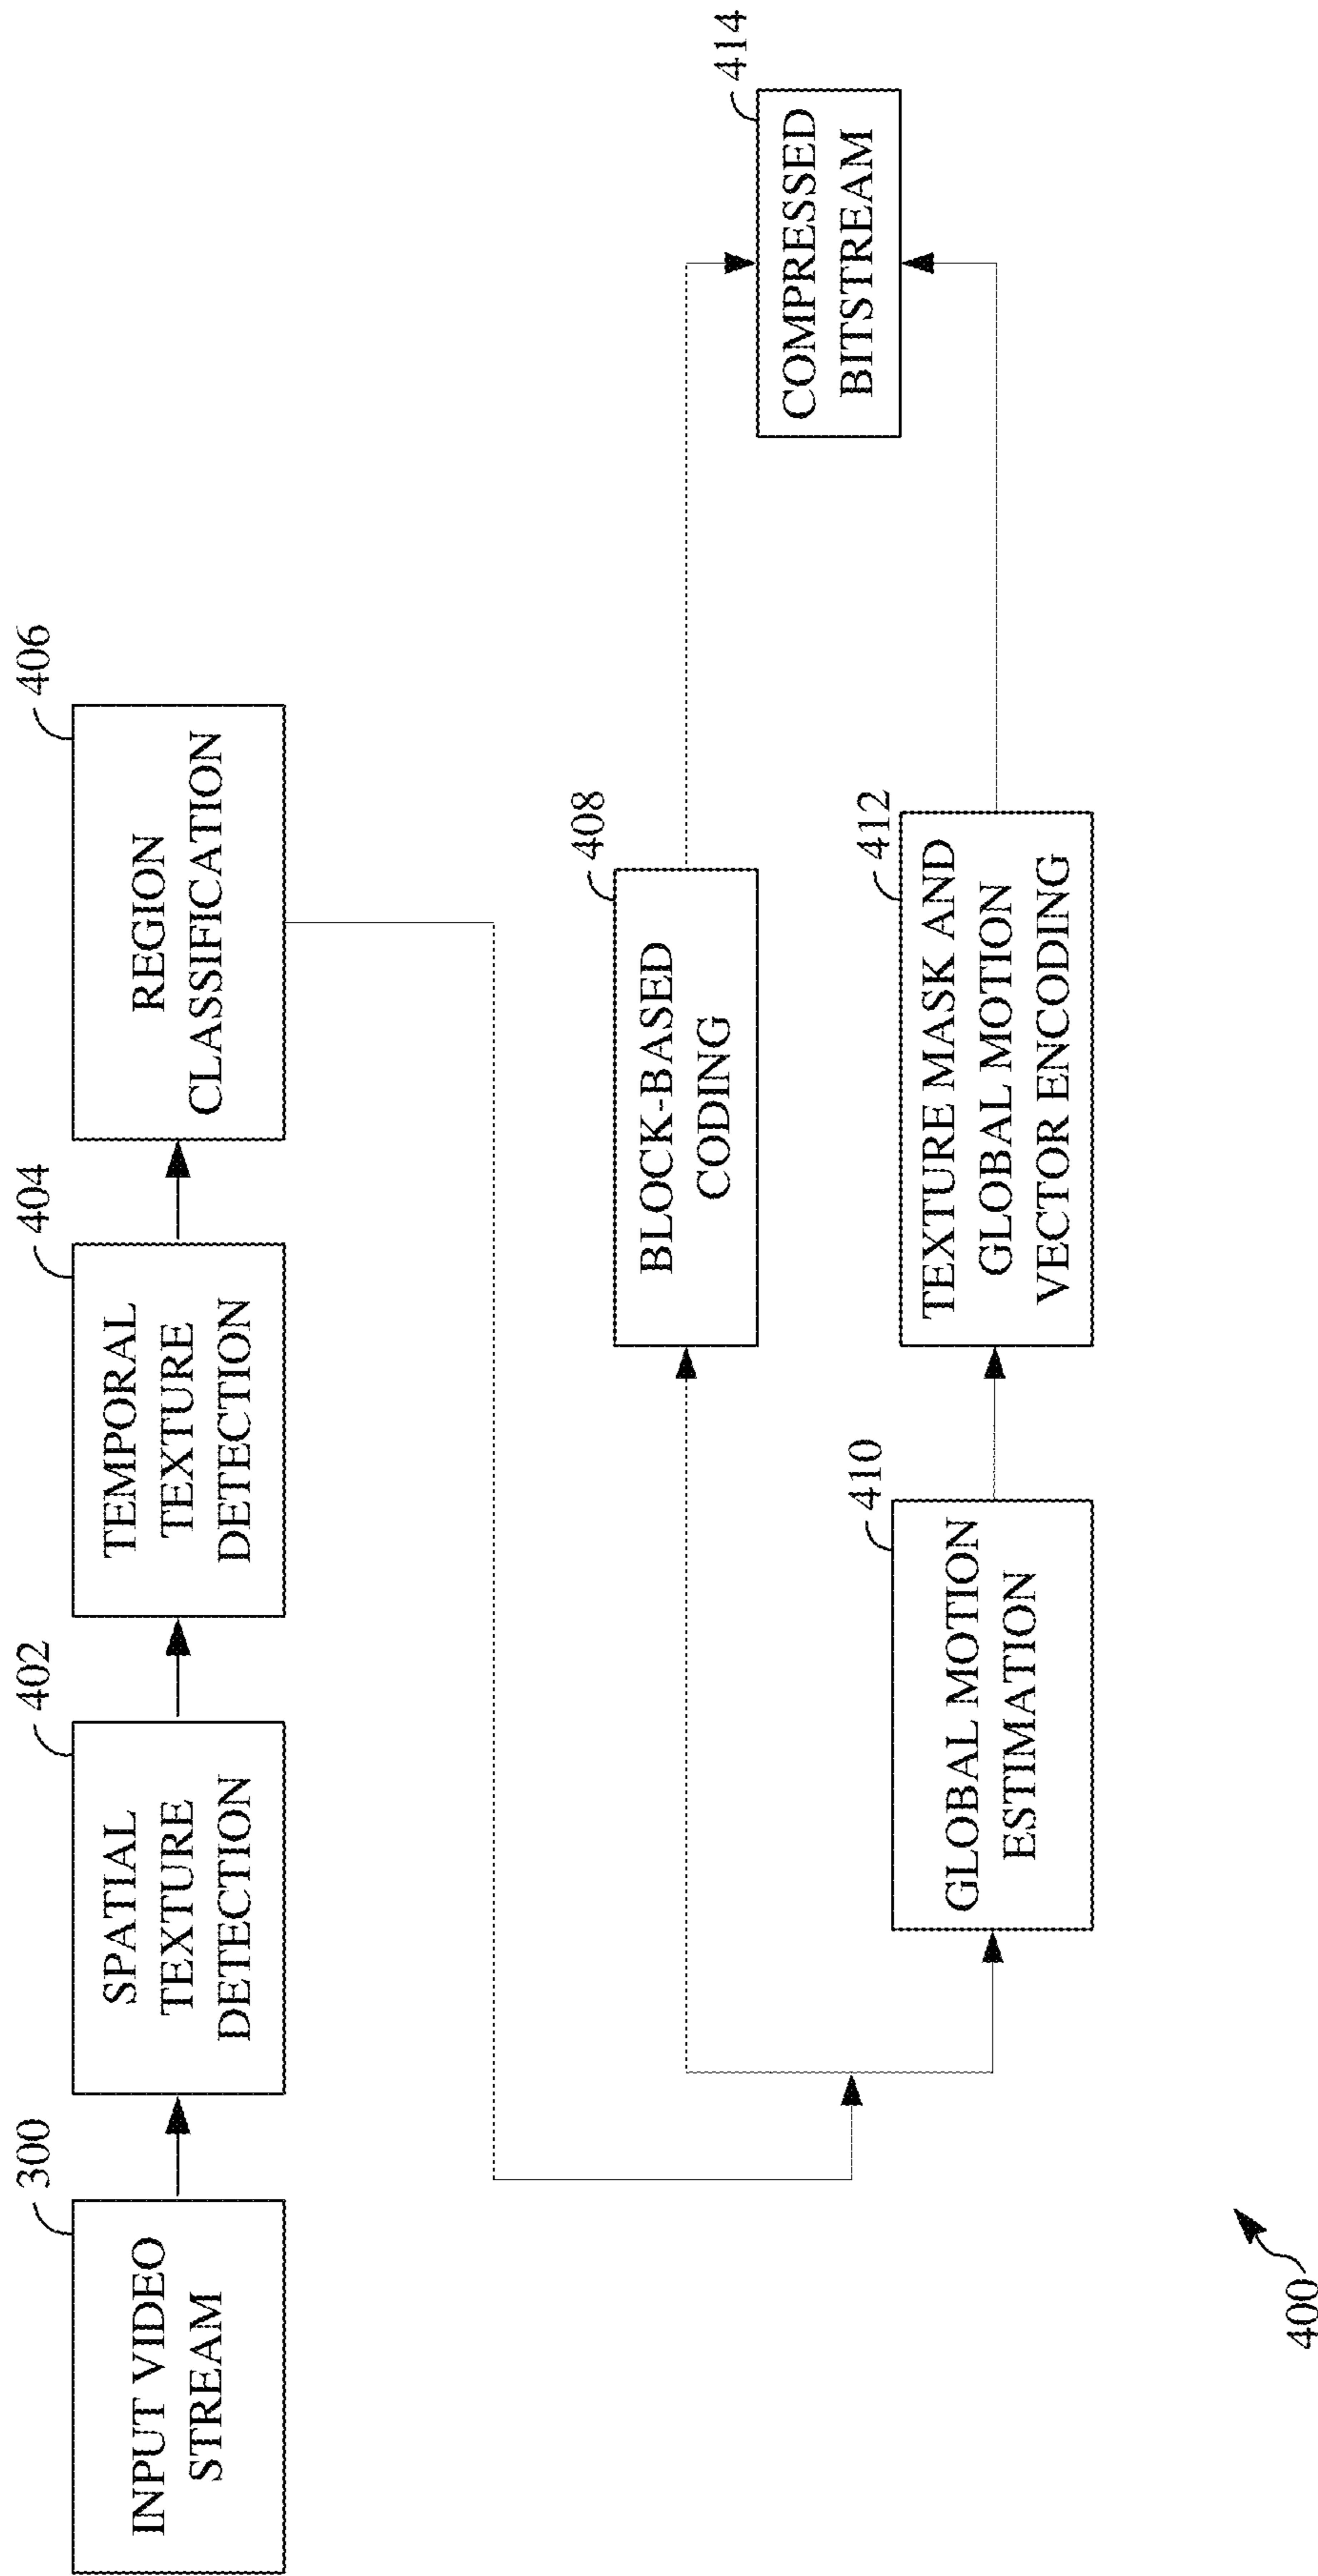 300
INPUT VIDEO
STREAM
402
SPATIAL
TEXTURE
DETECTION
404
TEMPORAL
TEXTURE
DETECTION
406
REGION
CLASSIFICATION
408
BLOCK-BASED
CODING
410
GLOBAL MOTION
ESTIMATION
412
TEXTURE MASK AND
GLOBAL MOTION
VECTOR ENCODING
414
COMPRESSED
BITSTREAM
400